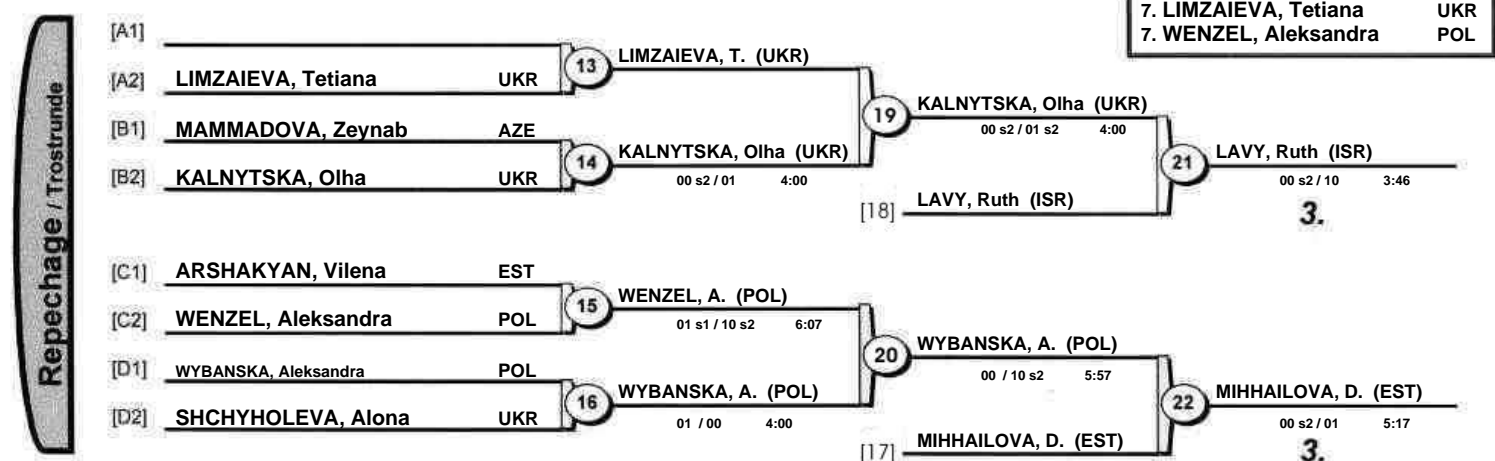 7. LIMZAIEVA, Tetiana UKR
7. WENZEL, Aleksandra POL
Repechage / Trostrunde
[A1]
[A2] LIMZAIEVA, Tetiana UKR
13 LIMZAIEVA, T. (UKR)
[B1] MAMMADOVA, Zeynab AZE
[B2] KALNYTSKA, Olha UKR
14 KALNYTSKA, Olha (UKR)
00 s2 / 01 4:00
19 KALNYTSKA, Olha (UKR)
00 s2 / 01 s2 4:00
[18] LAVY, Ruth (ISR)
21 LAVY, Ruth (ISR)
00 s2 / 10 3:46
3.
[C1] ARSHAKYAN, Vilena EST
[C2] WENZEL, Aleksandra POL
15 WENZEL, A. (POL)
01 s1 / 10 s2 6:07
[D1] WYBANSKA, Aleksandra POL
[D2] SHCHYHOLEVA, Alona UKR
16 WYBANSKA, A. (POL)
01 / 00 4:00
20 WYBANSKA, A. (POL)
00 / 10 s2 5:57
[17] MIHHAILOVA, D. (EST)
22 MIHHAILOVA, D. (EST)
00 s2 / 01 5:17
3.